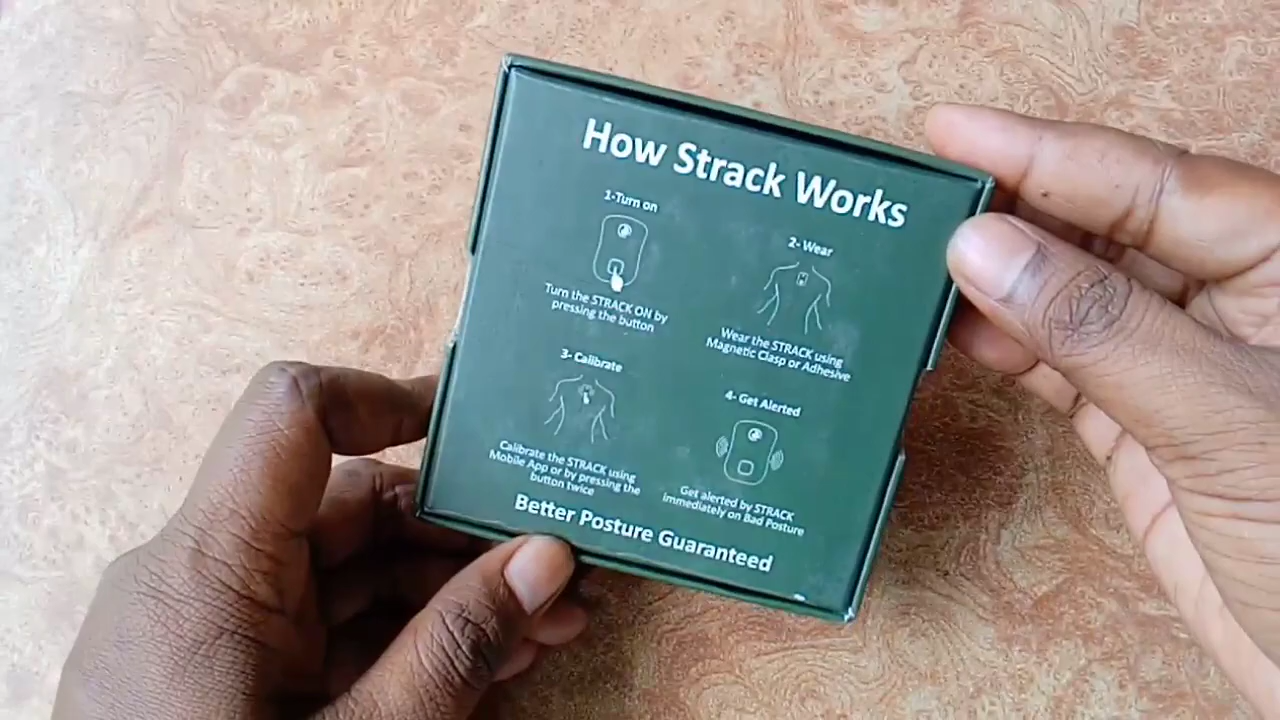 How Strack Works
1-Turn on
Turn the STRACK ON by
pressing the button
2- Wear
Wear the STRACK using
Magnetic Clasp or Adhesive
3- Calibrate
Calibrate the STRACK using
Mobile App or by pressing the
button twice
4- Get Alerted
Get alerted by STRACK
immediately on Bad Posture
Better Posture Guaranteed